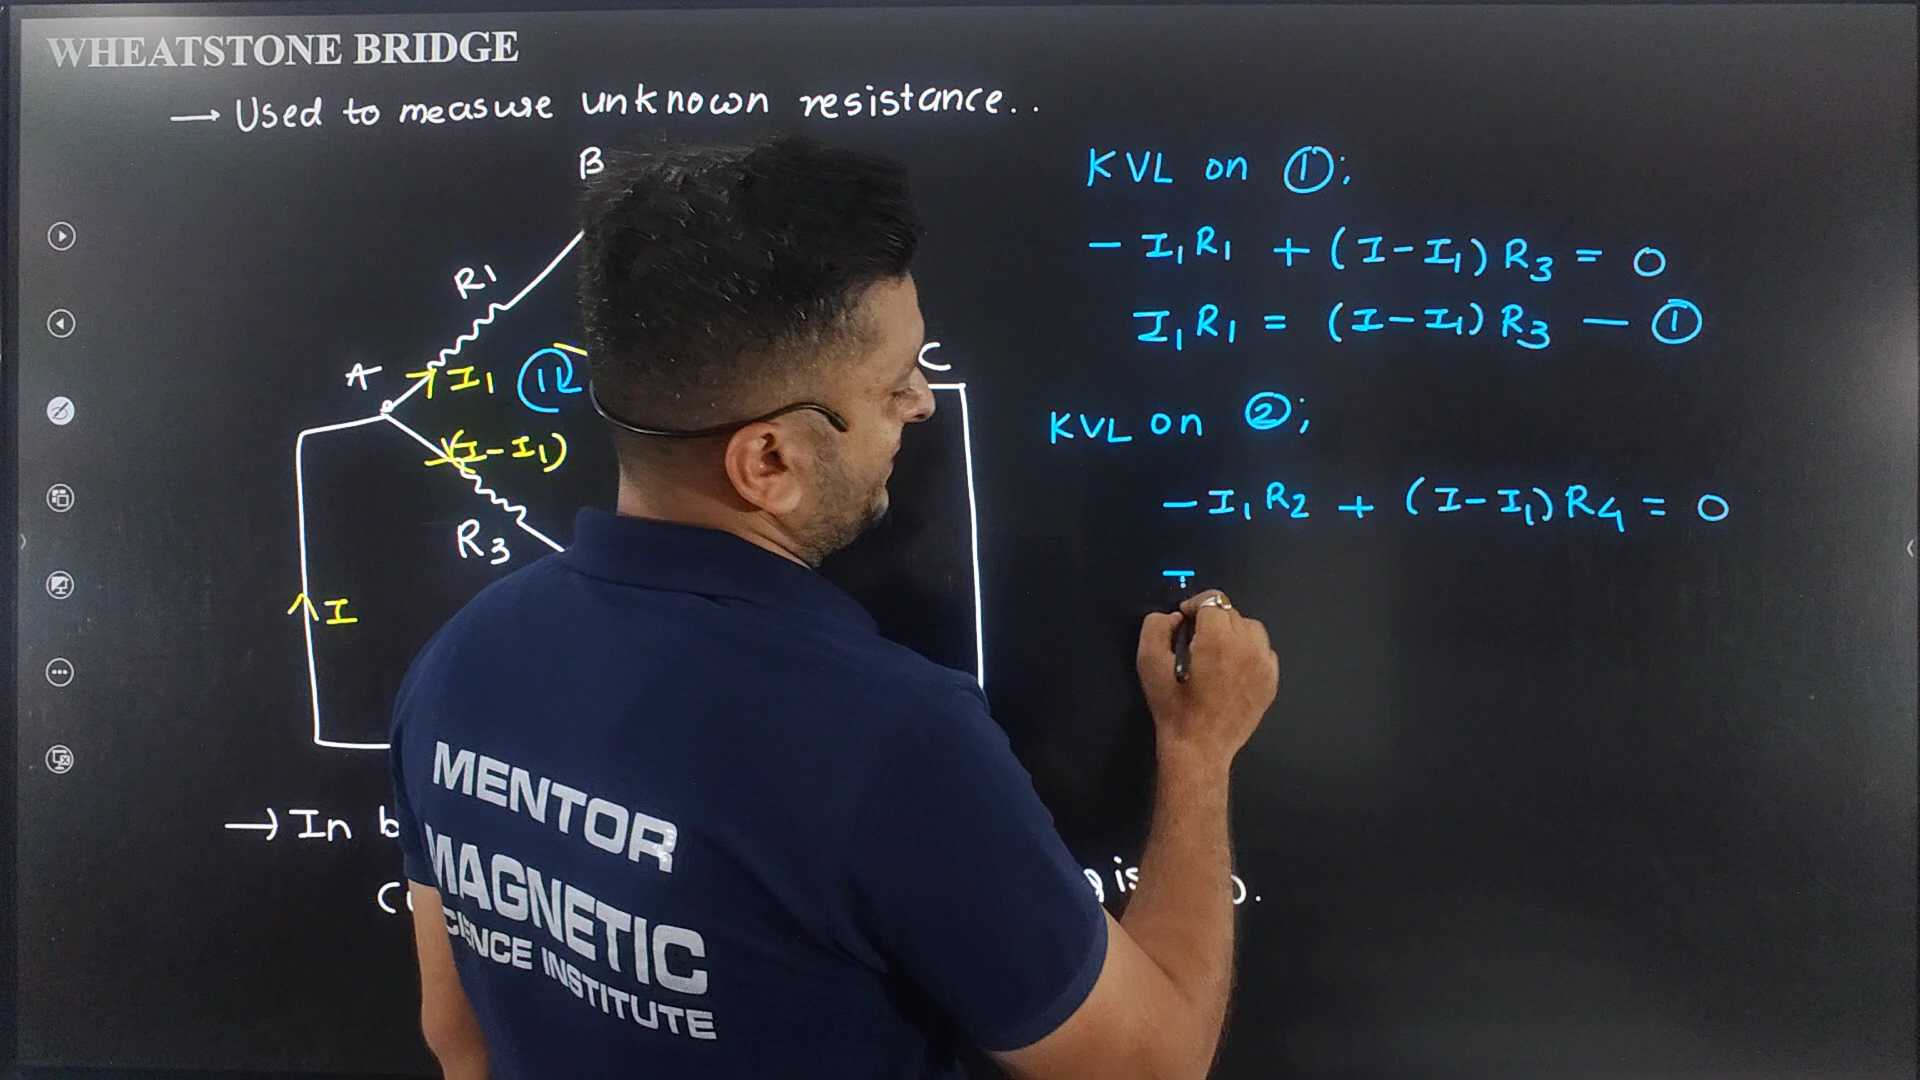 WHEATSTONE BRIDGE
→ Used to measure unknown resistance..
B
R1
A
I1
1
(I-I1)
R3
I
C
KVL on ①;
- I1R1 + (I-I1) R3 = 0
I1R1 = (I-I1) R3 — ①
KVL on ②;
-I1R2 + (I-I1) R4 = 0
→ In
is
MENTOR
MAGNETIC
SCIENCE INSTITUTE